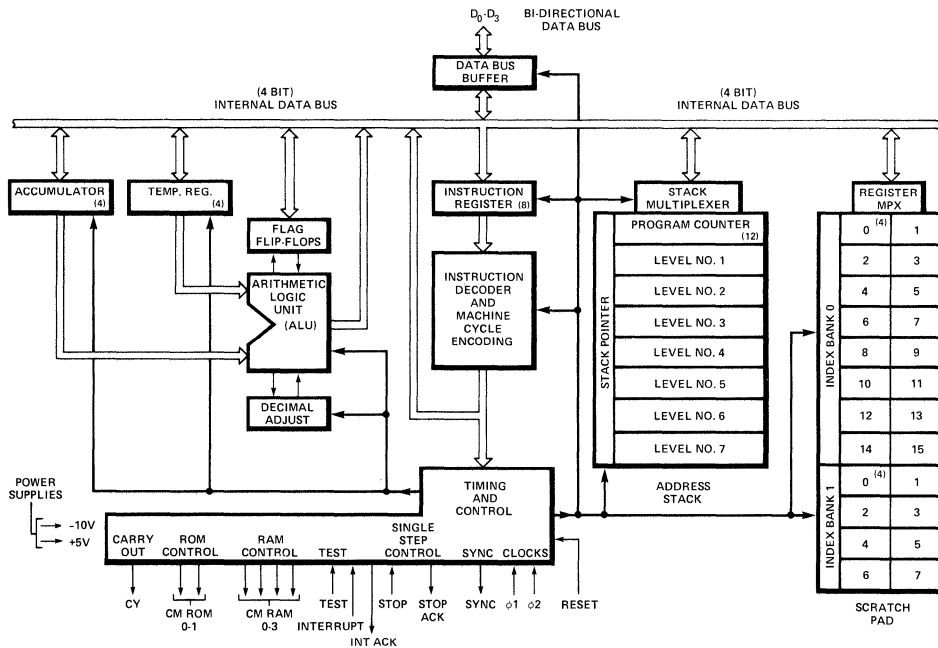 D0-D3
BI-DIRECTIONAL
DATA BUS
DATA BUS
BUFFER
(4 BIT)
INTERNAL DATA BUS
(4 BIT)
INTERNAL DATA BUS
ACCUMULATOR
(4)
TEMP. REG.
(4)
FLAG
FLIP-FLOPS
INSTRUCTION
REGISTER (8)
STACK
MULTIPLEXER
REGISTER
MPX
PROGRAM COUNTER
(12)
LEVEL NO. 1
LEVEL NO. 2
LEVEL NO. 3
LEVEL NO. 4
LEVEL NO. 5
LEVEL NO. 6
LEVEL NO. 7
STACK POINTER
ADDRESS
STACK
ARITHMETIC
LOGIC
UNIT
(ALU)
INSTRUCTION
DECODER
AND
MACHINE
CYCLE
ENCODING
DECIMAL
ADJUST
INDEX BANK 0
0 (4) 1
2 3
4 5
6 7
8 9
10 11
12 13
14 15
INDEX BANK 1
0 (4) 1
2 3
4 5
6 7
SCRATCH
PAD
POWER
SUPPLIES
-10V
+5V
TIMING
AND
CONTROL
CARRY
OUT
ROM
CONTROL
RAM
CONTROL
TEST
SINGLE
STEP
CONTROL
SYNC
CLOCKS
CY
CM ROM
0-1
CM RAM
0-3
TEST
INTERRUPT
INT ACK
STOP
STOP
ACK
SYNC
ϕ1
ϕ2
RESET